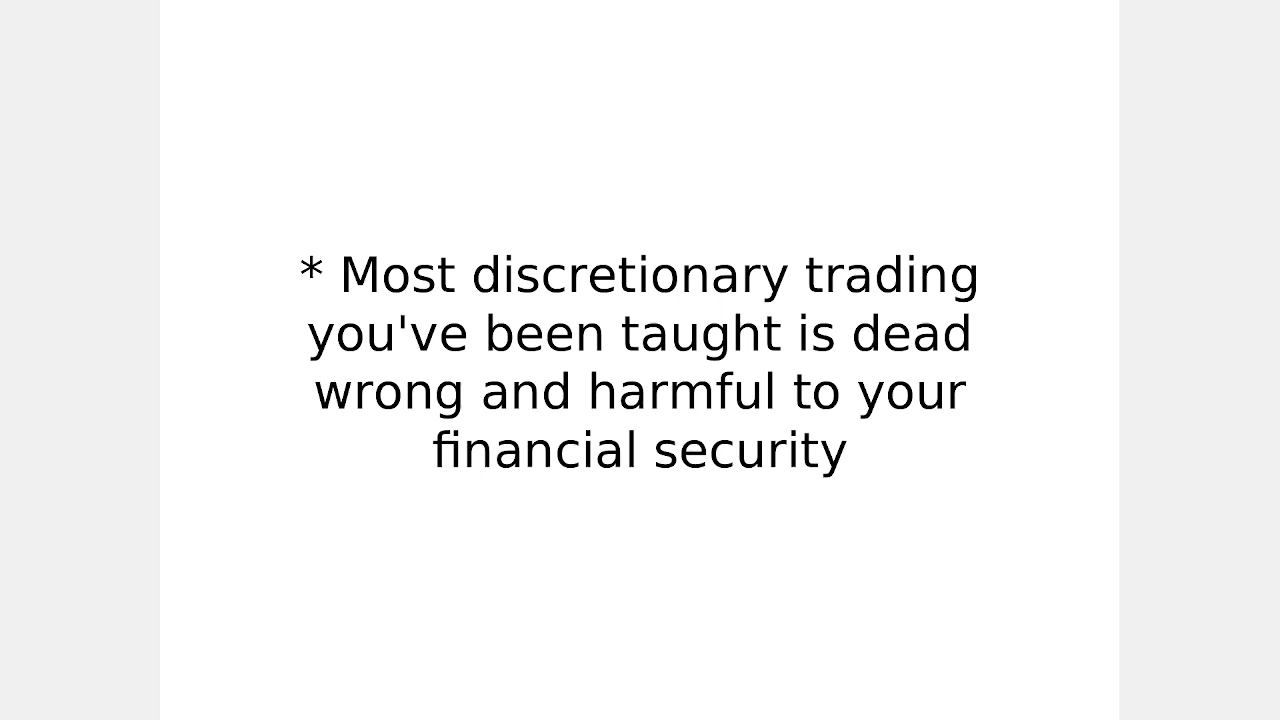 * Most discretionary trading
you've been taught is dead
wrong and harmful to your
financial security